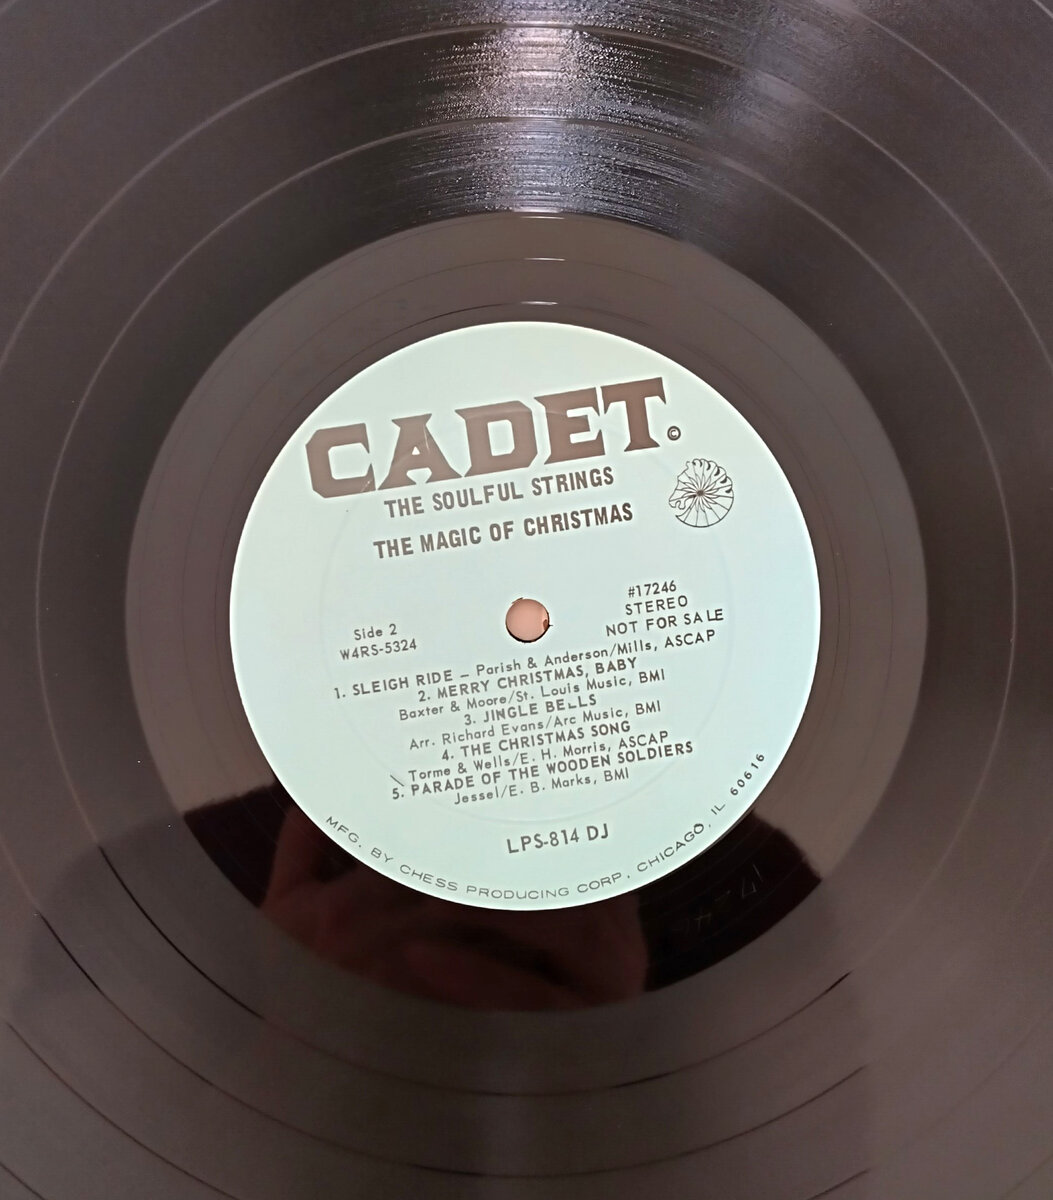 CADET. ©
THE SOULFUL STRINGS
THE MAGIC OF CHRISTMAS
Side 2
W4RS-5324
#17246
STEREO
NOT FOR SALE
1. SLEIGH RIDE – Parish & Anderson/Mills, ASCAP
2. MERRY CHRISTMAS, BABY
Baxter & Moore/St. Louis Music, BMI
3. JINGLE BELLS
Arr. Richard Evans/Arc Music, BMI
4. THE CHRISTMAS SONG
Torme & Wells/E. H. Morris, ASCAP
5. PARADE OF THE WOODEN SOLDIERS
Jessel/E. B. Marks, BMI
LPS-814 DJ
MFG. BY CHESS PRODUCING CORP., CHICAGO, IL 60616
17246